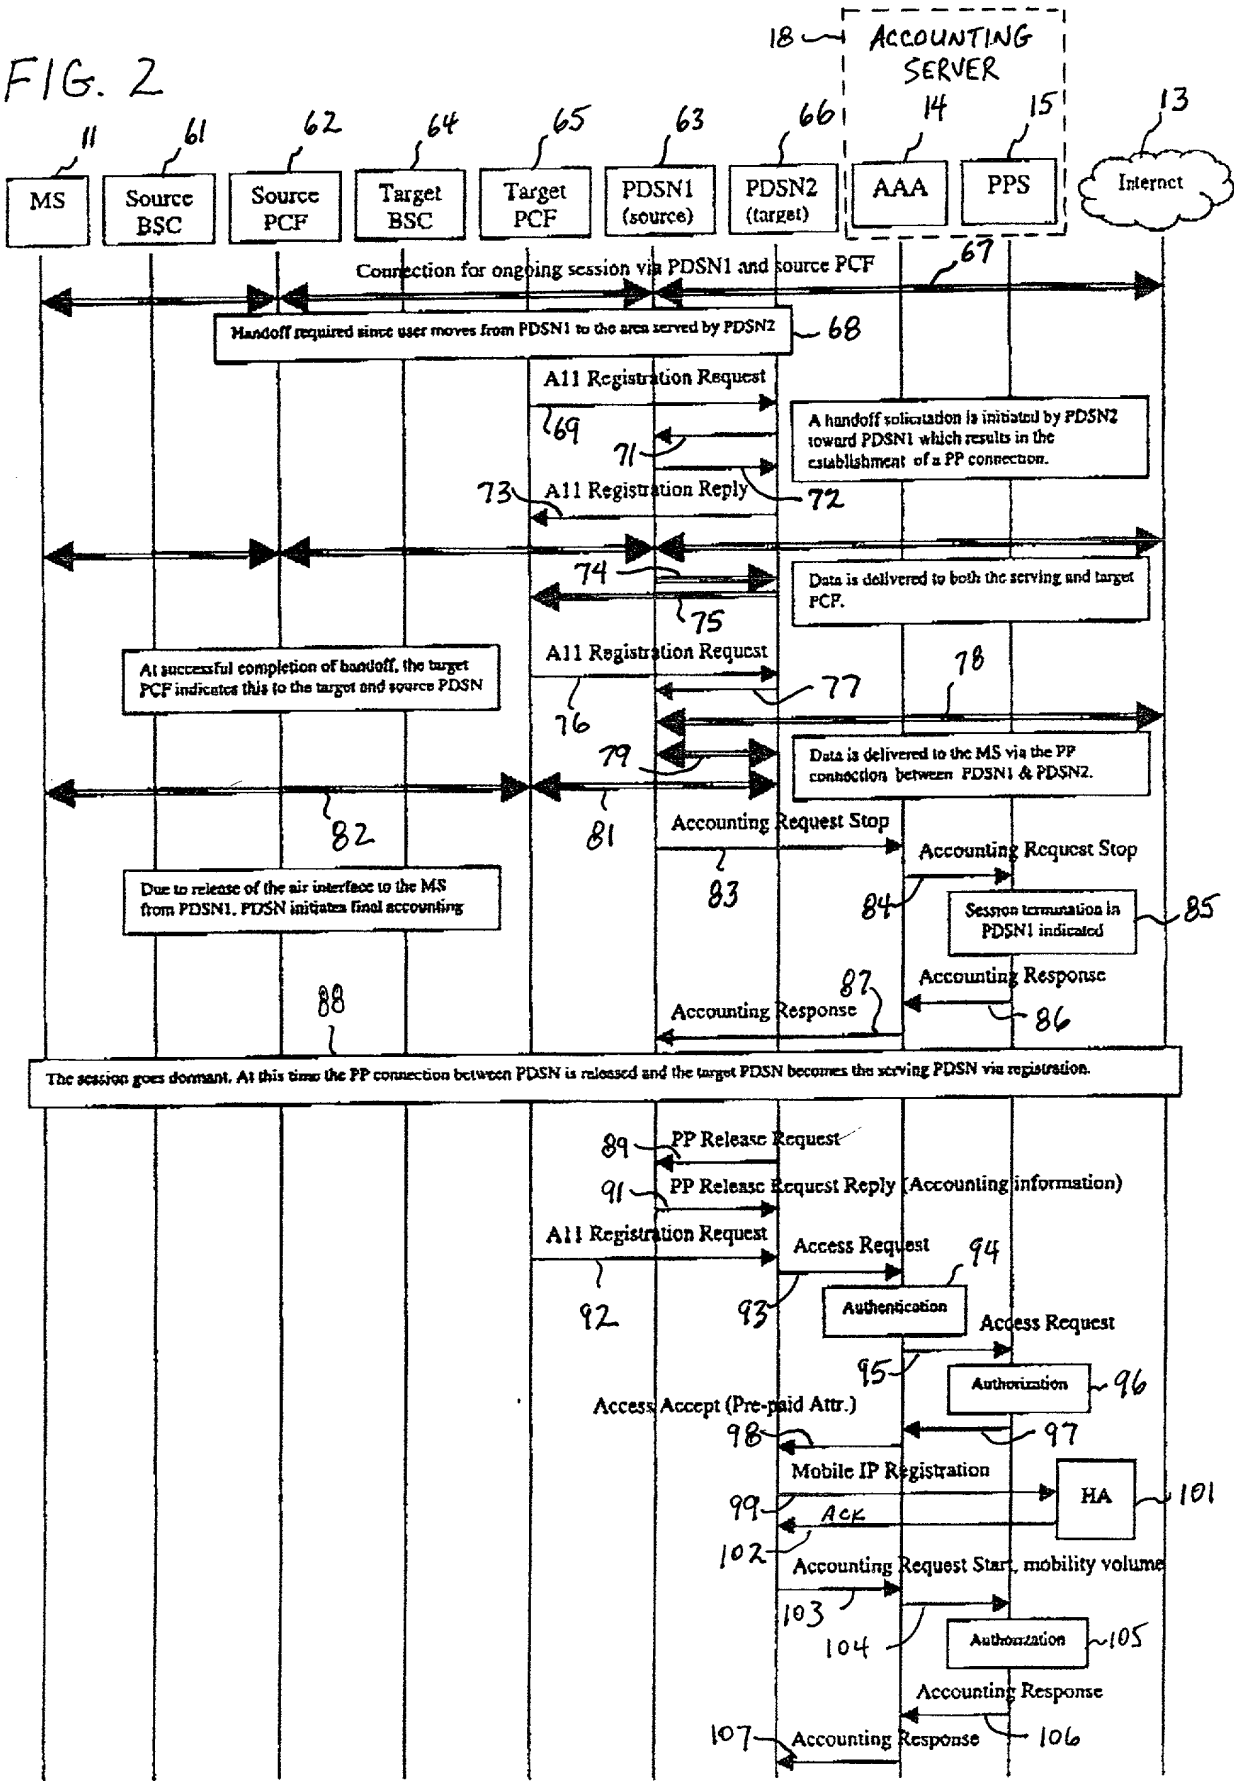 FIG. 2
18
ACCOUNTING
SERVER
11
61
62
64
65
63
66
14
15
13
MS
Source
BSC
Source
PCF
Target
BSC
Target
PCF
PDSN1
(source)
PDSN2
(target)
AAA
PPS
Internet
Connection for ongoing session via PDSN1 and source PCF
67
Handoff required since user moves from PDSN1 to the area served by PDSN2
68
A11 Registration Request
69
71
A handoff solicitation is initiated by PDSN2
toward PDSN1 which results in the
establishment of a PP connection.
72
73
A11 Registration Reply
74
75
Data is delivered to both the serving and target
PCF.
At successful completion of handoff, the target
PCF indicates this to the target and source PDSN
A11 Registration Request
76
77
78
79
Data is delivered to the MS via the PP
connection between PDSN1 & PDSN2.
82
81
Accounting Request Stop
83
Accounting Request Stop
84
Due to release of the air interface to the MS
from PDSN1, PDSN initiates final accounting
Session termination in
PDSN1 indicated
85
Accounting Response
86
87
Accounting Response
88
The session goes dormant. At this time the PP connection between PDSN is released and the target PDSN becomes the serving PDSN via registration.
89
PP Release Request
91
PP Release Request Reply (Accounting information)
A11 Registration Request
92
Access Request
93
94
Authentication
Access Request
95
Authorization
96
Access Accept (Pre-paid Attr.)
97
98
Mobile IP Registration
99
HA
101
ACK
102
Accounting Request Start, mobility volume
103
104
Authorization
105
Accounting Response
106
107
Accounting Response